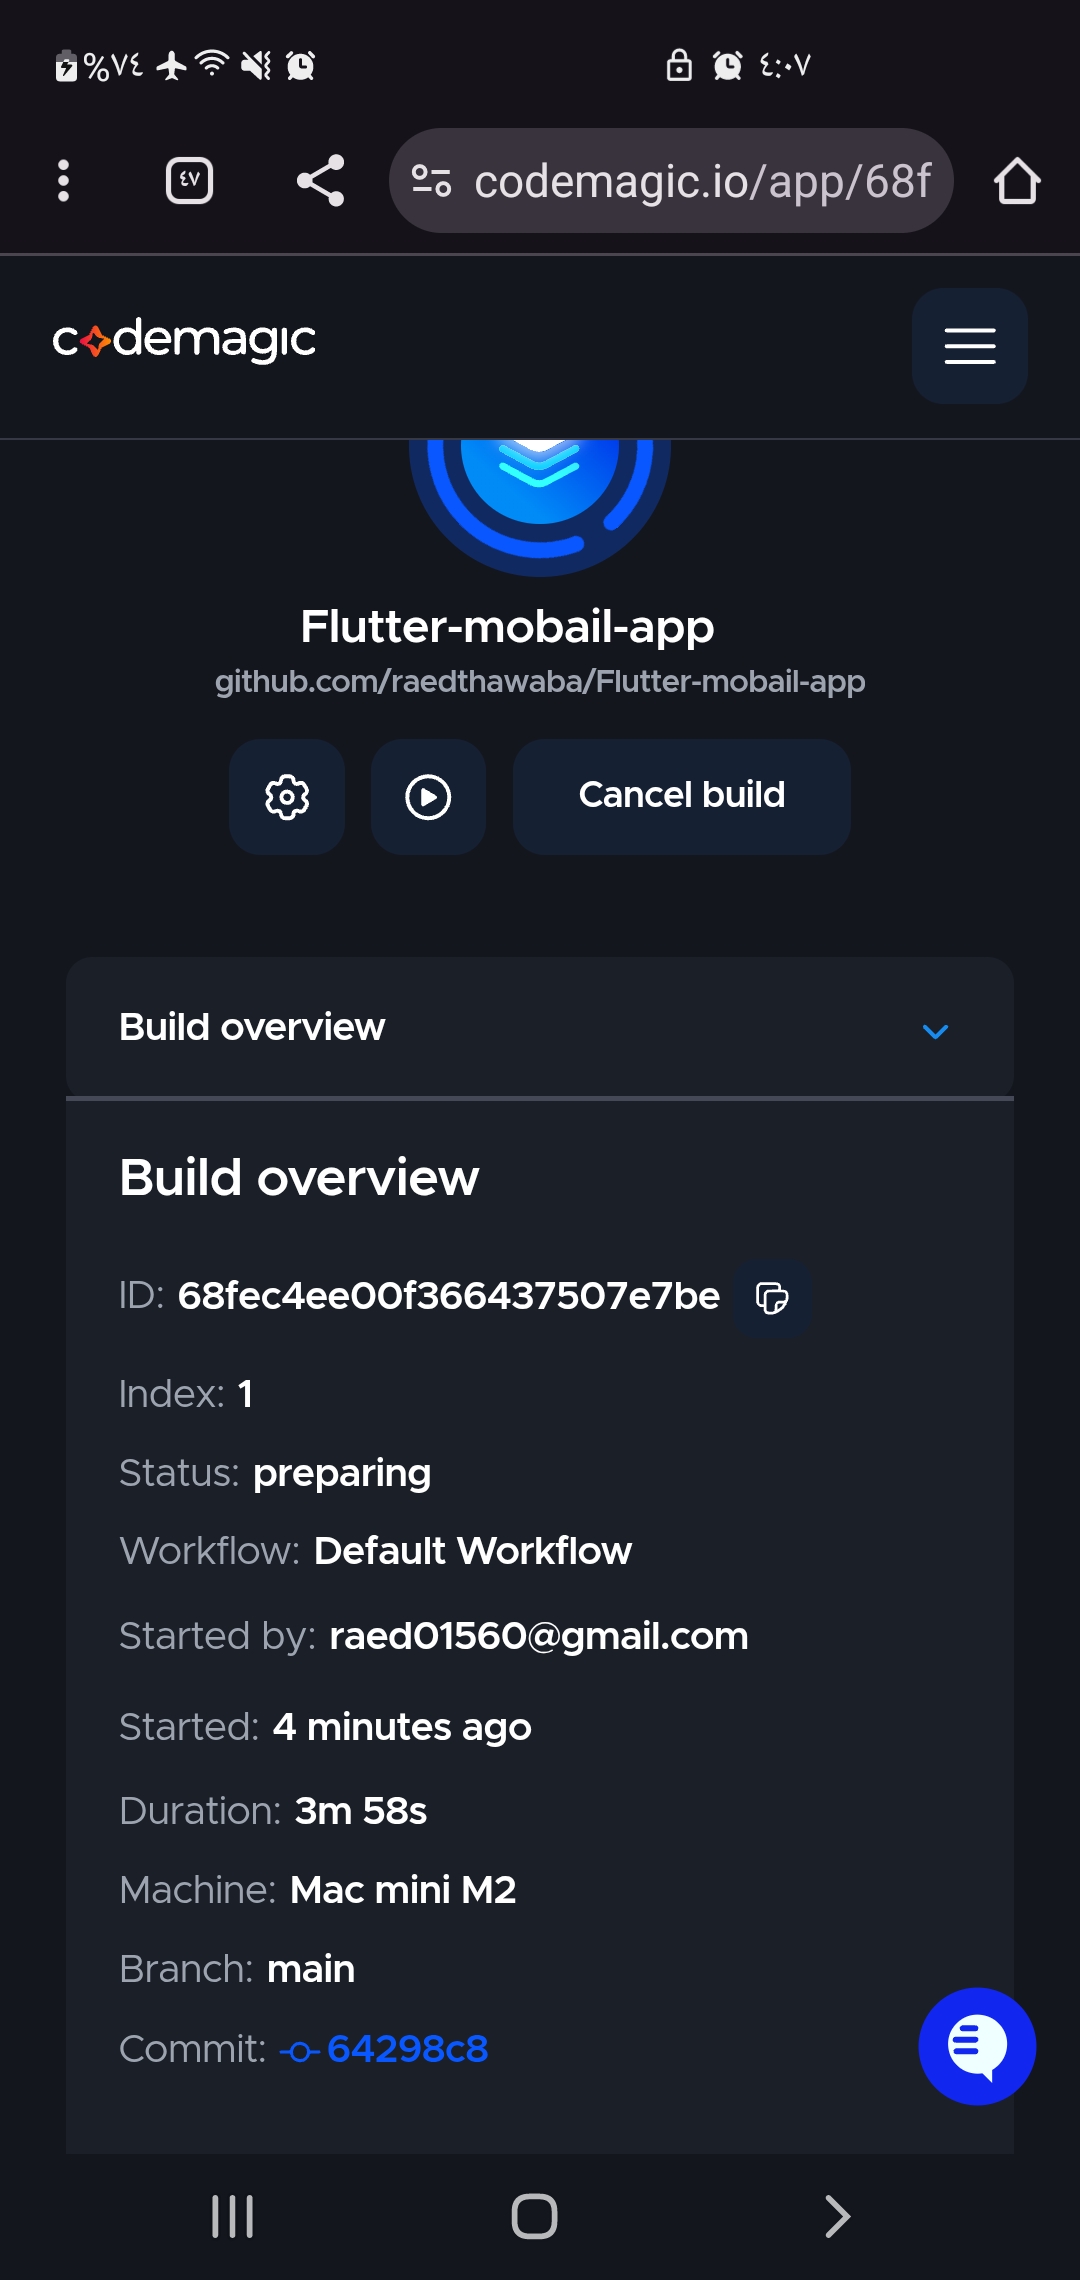 %٧٤
٤:٠٧
٤٧
codemagic.io/app/68f
codemagic
Flutter-mobail-app
github.com/raedthawaba/Flutter-mobail-app
Cancel build
Build overview
Build overview
ID: 68fec4ee00f366437507e7be
Index: 1
Status: preparing
Workflow: Default Workflow
Started by: raed01560@gmail.com
Started: 4 minutes ago
Duration: 3m 58s
Machine: Mac mini M2
Branch: main
Commit: 64298c8